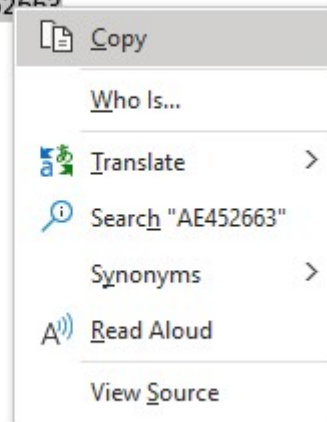 Copy
Who Is...
Translate
Search "AE452663"
Synonyms
Read Aloud
View Source